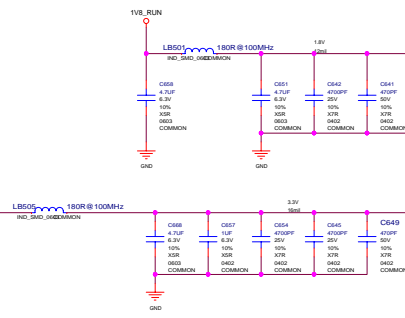 1V8_RUN
LB501 180R@100MHz
IND_SMD_0603 COMMON
1.8V
12mil
C658
4.7UF
6.3V
10%
X5R
0603
COMMON
C651
4.7UF
6.3V
10%
X5R
0603
COMMON
C642
4700PF
25V
10%
X7R
0402
COMMON
C641
470PF
50V
10%
X7R
0402
COMMON
GND
GND
LB505 180R@100MHz
IND_SMD_0603 COMMON
3.3V
16mil
C668
4.7UF
6.3V
10%
X5R
0603
COMMON
C657
1UF
6.3V
10%
X5R
0402
COMMON
C654
4700PF
25V
10%
X7R
0402
COMMON
C645
4700PF
25V
10%
X7R
0402
COMMON
C649
470PF
50V
10%
X7R
0402
COMMON
GND